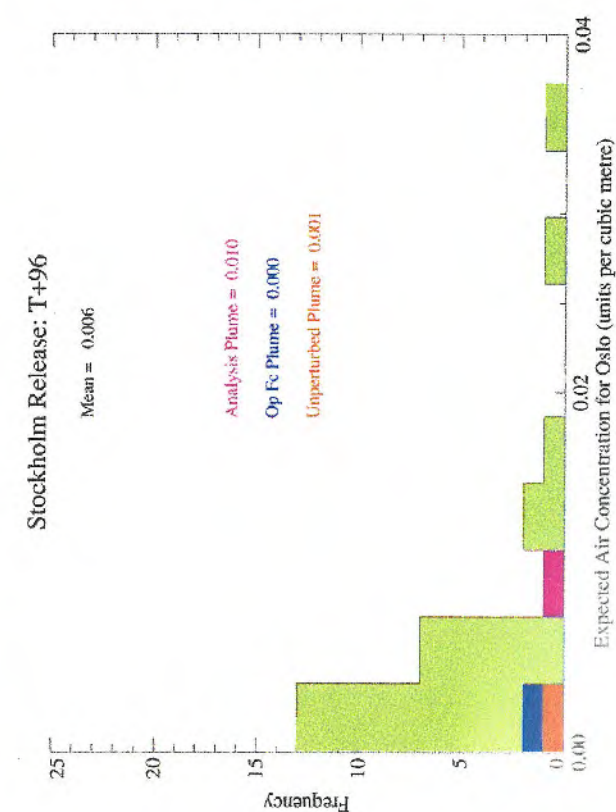 Stockholm Release: T+96
Mean = 0.006
Analysis Plume = 0.010
Op Fc Plume = 0.000
Unperturbed Plume = 0.001
Frequency
25
20
15
10
5
0
0.00
0.02
0.04
Expected Air Concentration for Oslo (units per cubic metre)